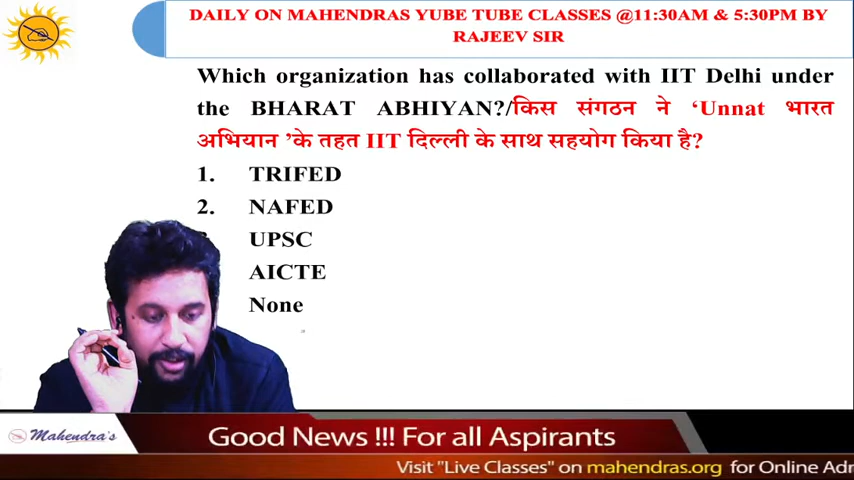 DAILY ON MAHENDRAS YUBE TUBE CLASSES @11:30AM & 5:30PM BY
RAJEEV SIR
Which organization has collaborated with IIT Delhi under
the BHARAT ABHIYAN?/किस संगठन ने ‘Unnat भारत
अभियान ’के तहत IIT दिल्ली के साथ सहयोग किया है?
1. TRIFED
2. NAFED
UPSC
AICTE
None
Mahendra's
Good News !!! For all Aspirants
Visit "Live Classes" on mahendras.org for Online Adm